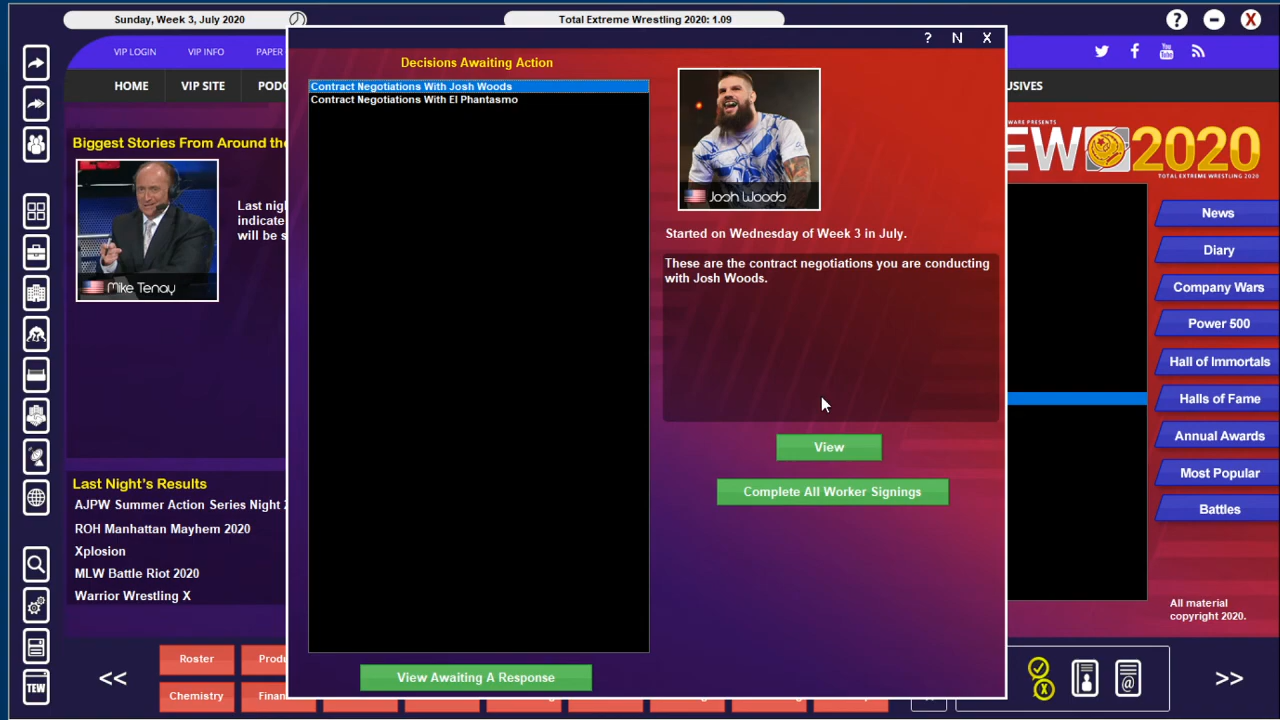 Sunday, Week 3, July 2020
Total Extreme Wrestling 2020: 1.09
?
? N X
VIP LOGIN VIP INFO PAPER
HOME VIP SITE
Decisions Awaiting Action
Contract Negotiations With Josh Woods
Contract Negotiations With El Phantasmo
Josh Woods
Started on Wednesday of Week 3 in July.
These are the contract negotiations you are conducting
with Josh Woods.
View
Complete All Worker Signings
View Awaiting A Response
Biggest Stories From Around the
Mike Tenay
Last
will be
Last Night's Results
AJPW Summer Action Series Night
ROH Manhattan Mayhem 2020
Xplosion
MLW Battle Riot 2020
Warrior Wrestling X
PRESENTS
2020
TOTAL EXTREME WRESTLING 2020
News
Diary
Company Wars
Power 500
Hall of Immortals
Halls of Fame
Annual Awards
Most Popular
Battles
All material
copyright 2020.
TEW
<<
Roster
Chemistry
>>